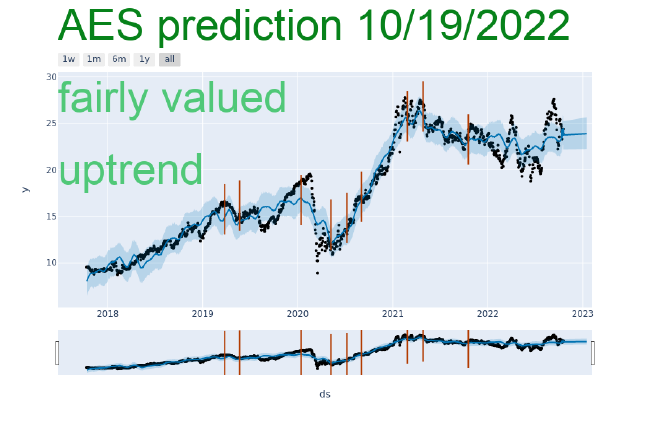 AES prediction 10/19/2022
1w 1m 6m 1y all
fairly valued
uptrend
30
25
20
15
10
y
2018 2019 2020 2021 2022 2023
ds